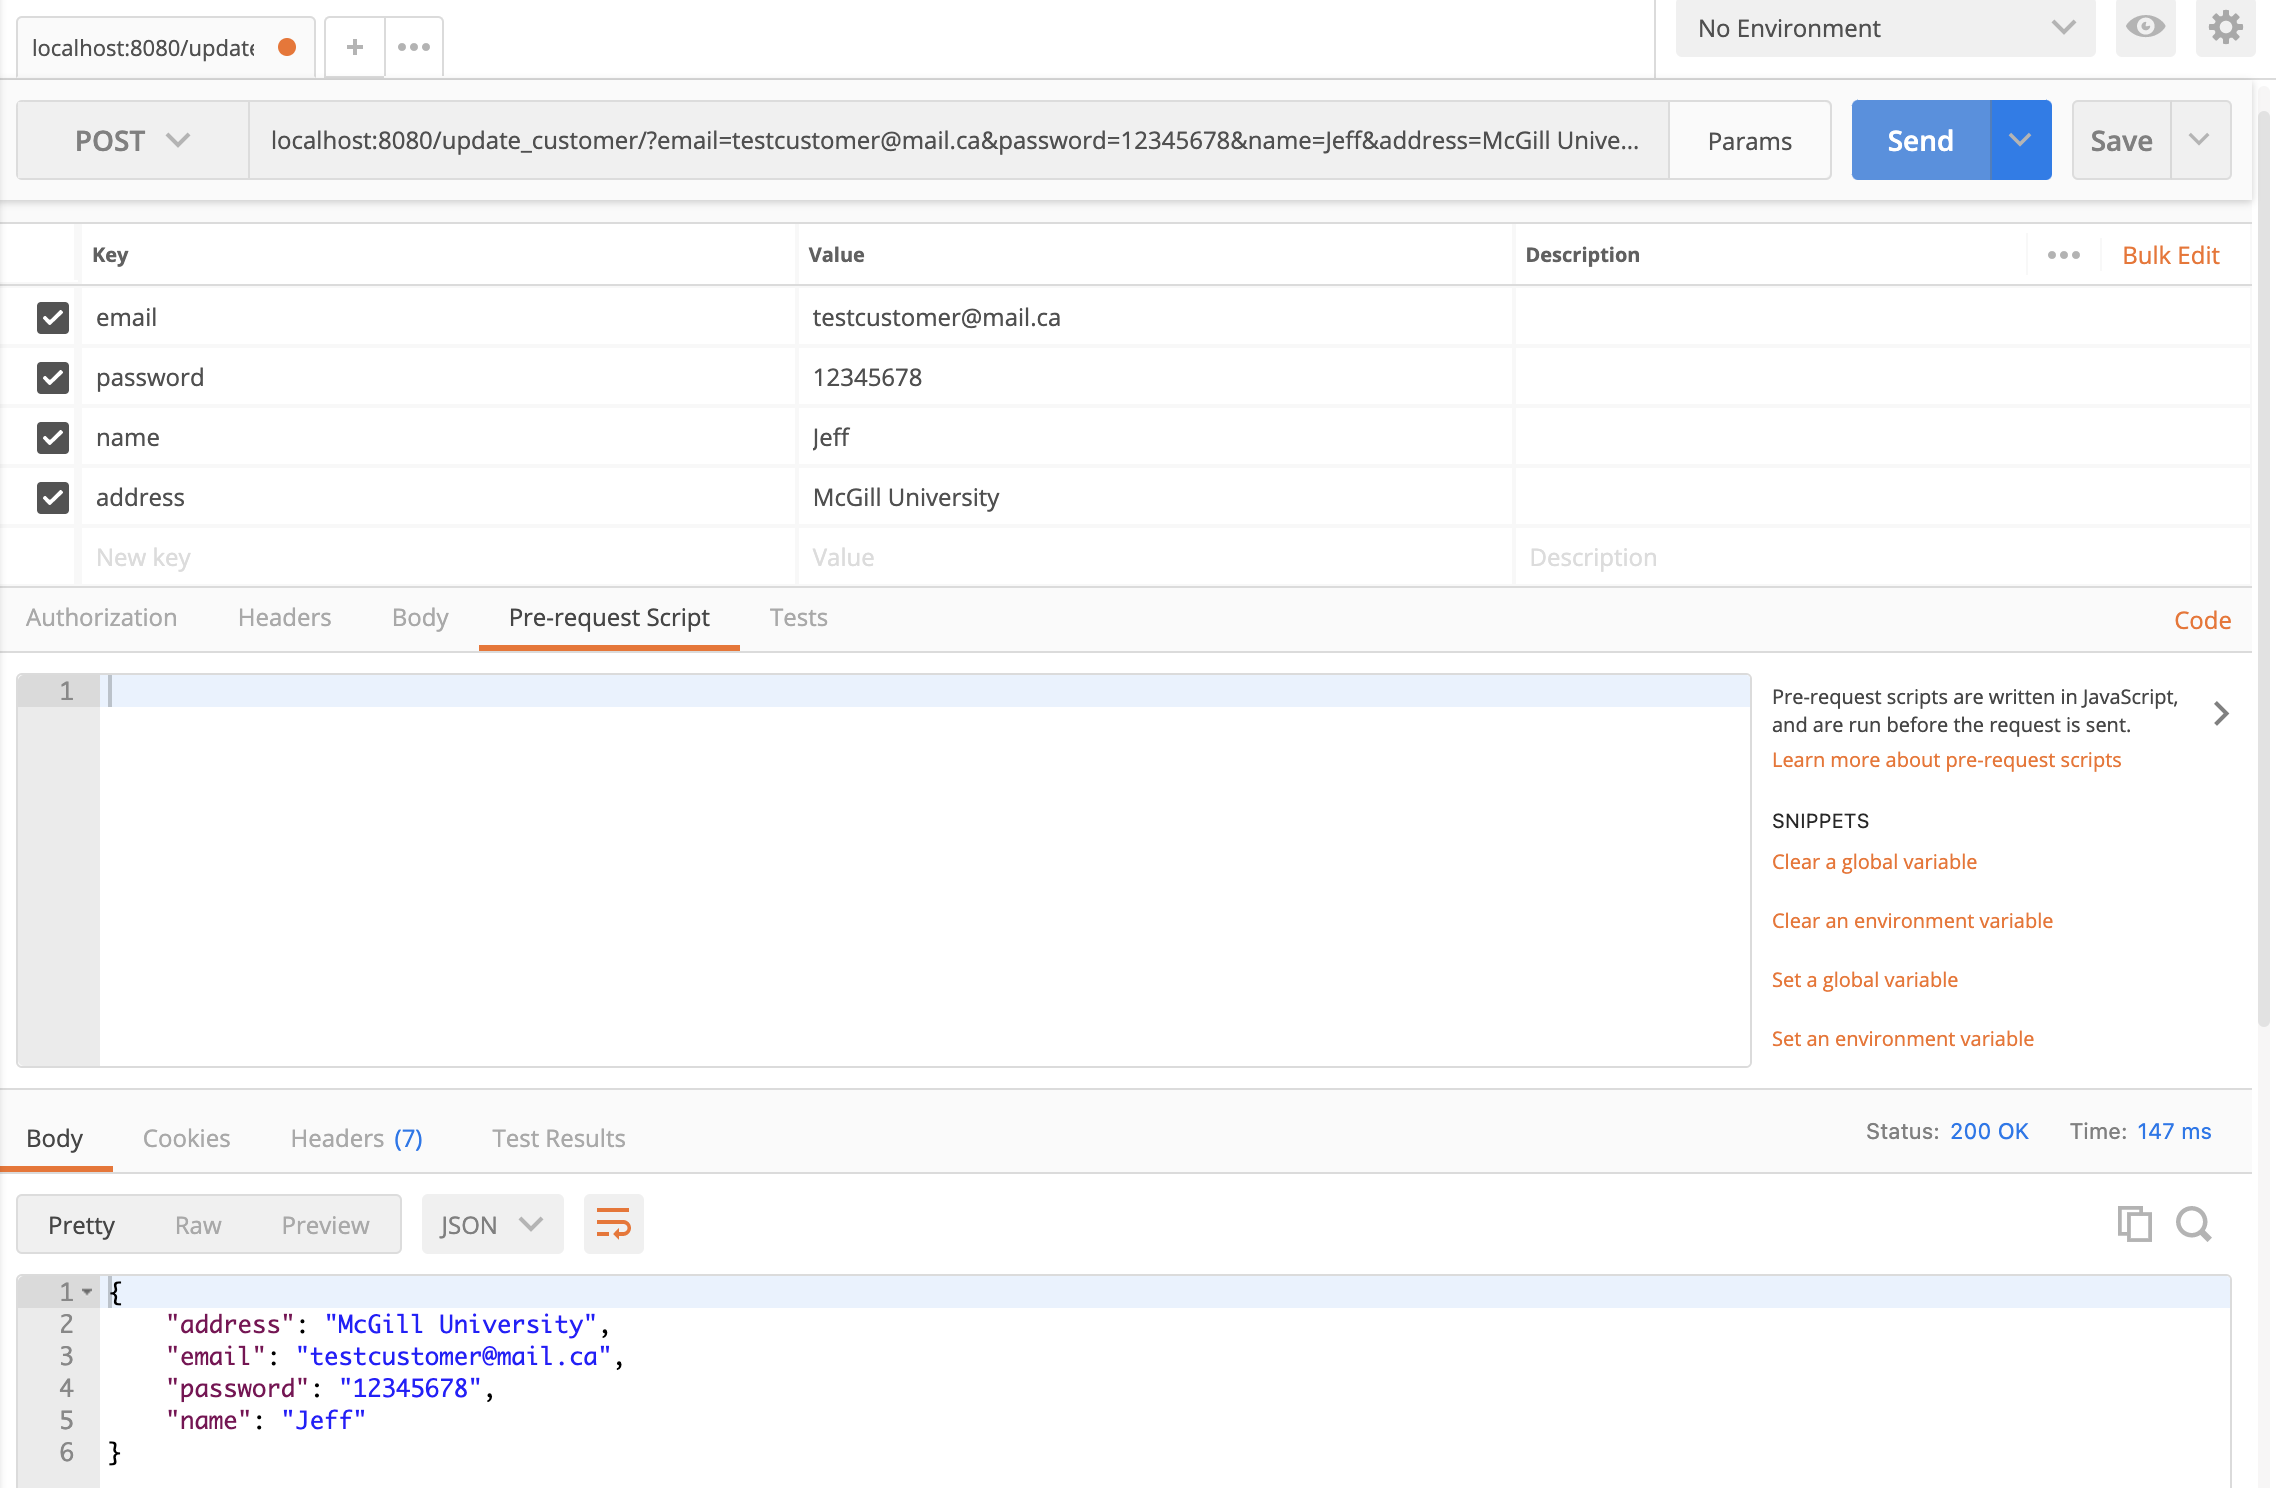 localhost:8080/update
+
No Environment
POST
localhost:8080/update_customer/?email=testcustomer@mail.ca&password=12345678&name=Jeff&address=McGill Unive...
Params
Send
Save
Key Value Description Bulk Edit
email testcustomer@mail.ca
password 12345678
name Jeff
address McGill University
New key Value Description
Authorization Headers Body Pre-request Script Tests Code
1
Pre-request scripts are written in JavaScript,
and are run before the request is sent.
Learn more about pre-request scripts
SNIPPETS
Clear a global variable
Clear an environment variable
Set a global variable
Set an environment variable
Body Cookies Headers (7) Test Results Status: 200 OK Time: 147 ms
Pretty Raw Preview JSON
1 {
2 "address": "McGill University",
3 "email": "testcustomer@mail.ca",
4 "password": "12345678",
5 "name": "Jeff"
6 }